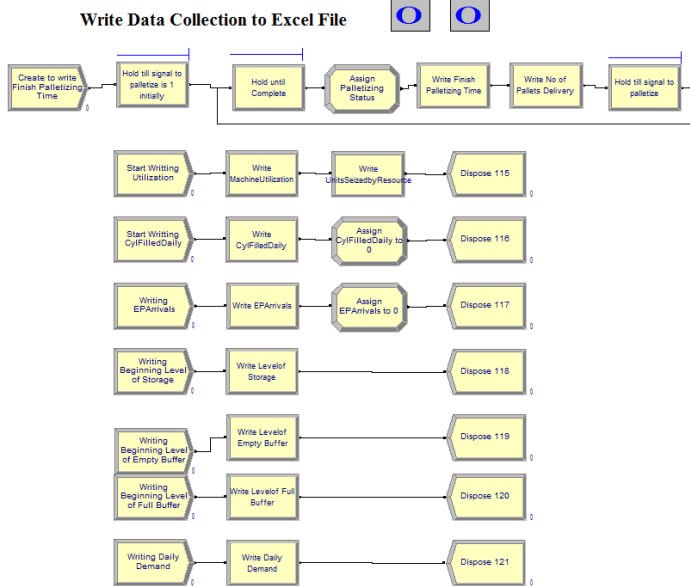 Write Data Collection to Excel File
O O
Create to write
Finish Palletizing
Time
0
Hold till signal to
palletize is 1
initially
Hold until
Complete
Assign
Palletizing
Status
Write Finish
Palletizing Time
Write No of
Pallets Delivery
Hold till signal to
palletize
Start Writting
Utilization
0
Write
MachineUtilization
Write
UnitsSeizedbyResource
Dispose 115
0
Start Writting
CylFilledDaily
0
Write
CylFilledDaily
Assign
CylFilledDaily to
0
Dispose 116
0
Writing
EPArrivals
0
Write EPArrivals
Assign
EPArrivals to 0
Dispose 117
0
Writing
Beginning Level
of Storage
0
Write Levelof
Storage
Dispose 118
0
Writing
Beginning Level
of Empty Buffer
0
Write Levelof
Empty Buffer
Dispose 119
0
Writing
Beginning Level
of Full Buffer
0
Write Levelof Full
Buffer
Dispose 120
0
Writing Daily
Demand
0
Write Daily
Demand
Dispose 121
0